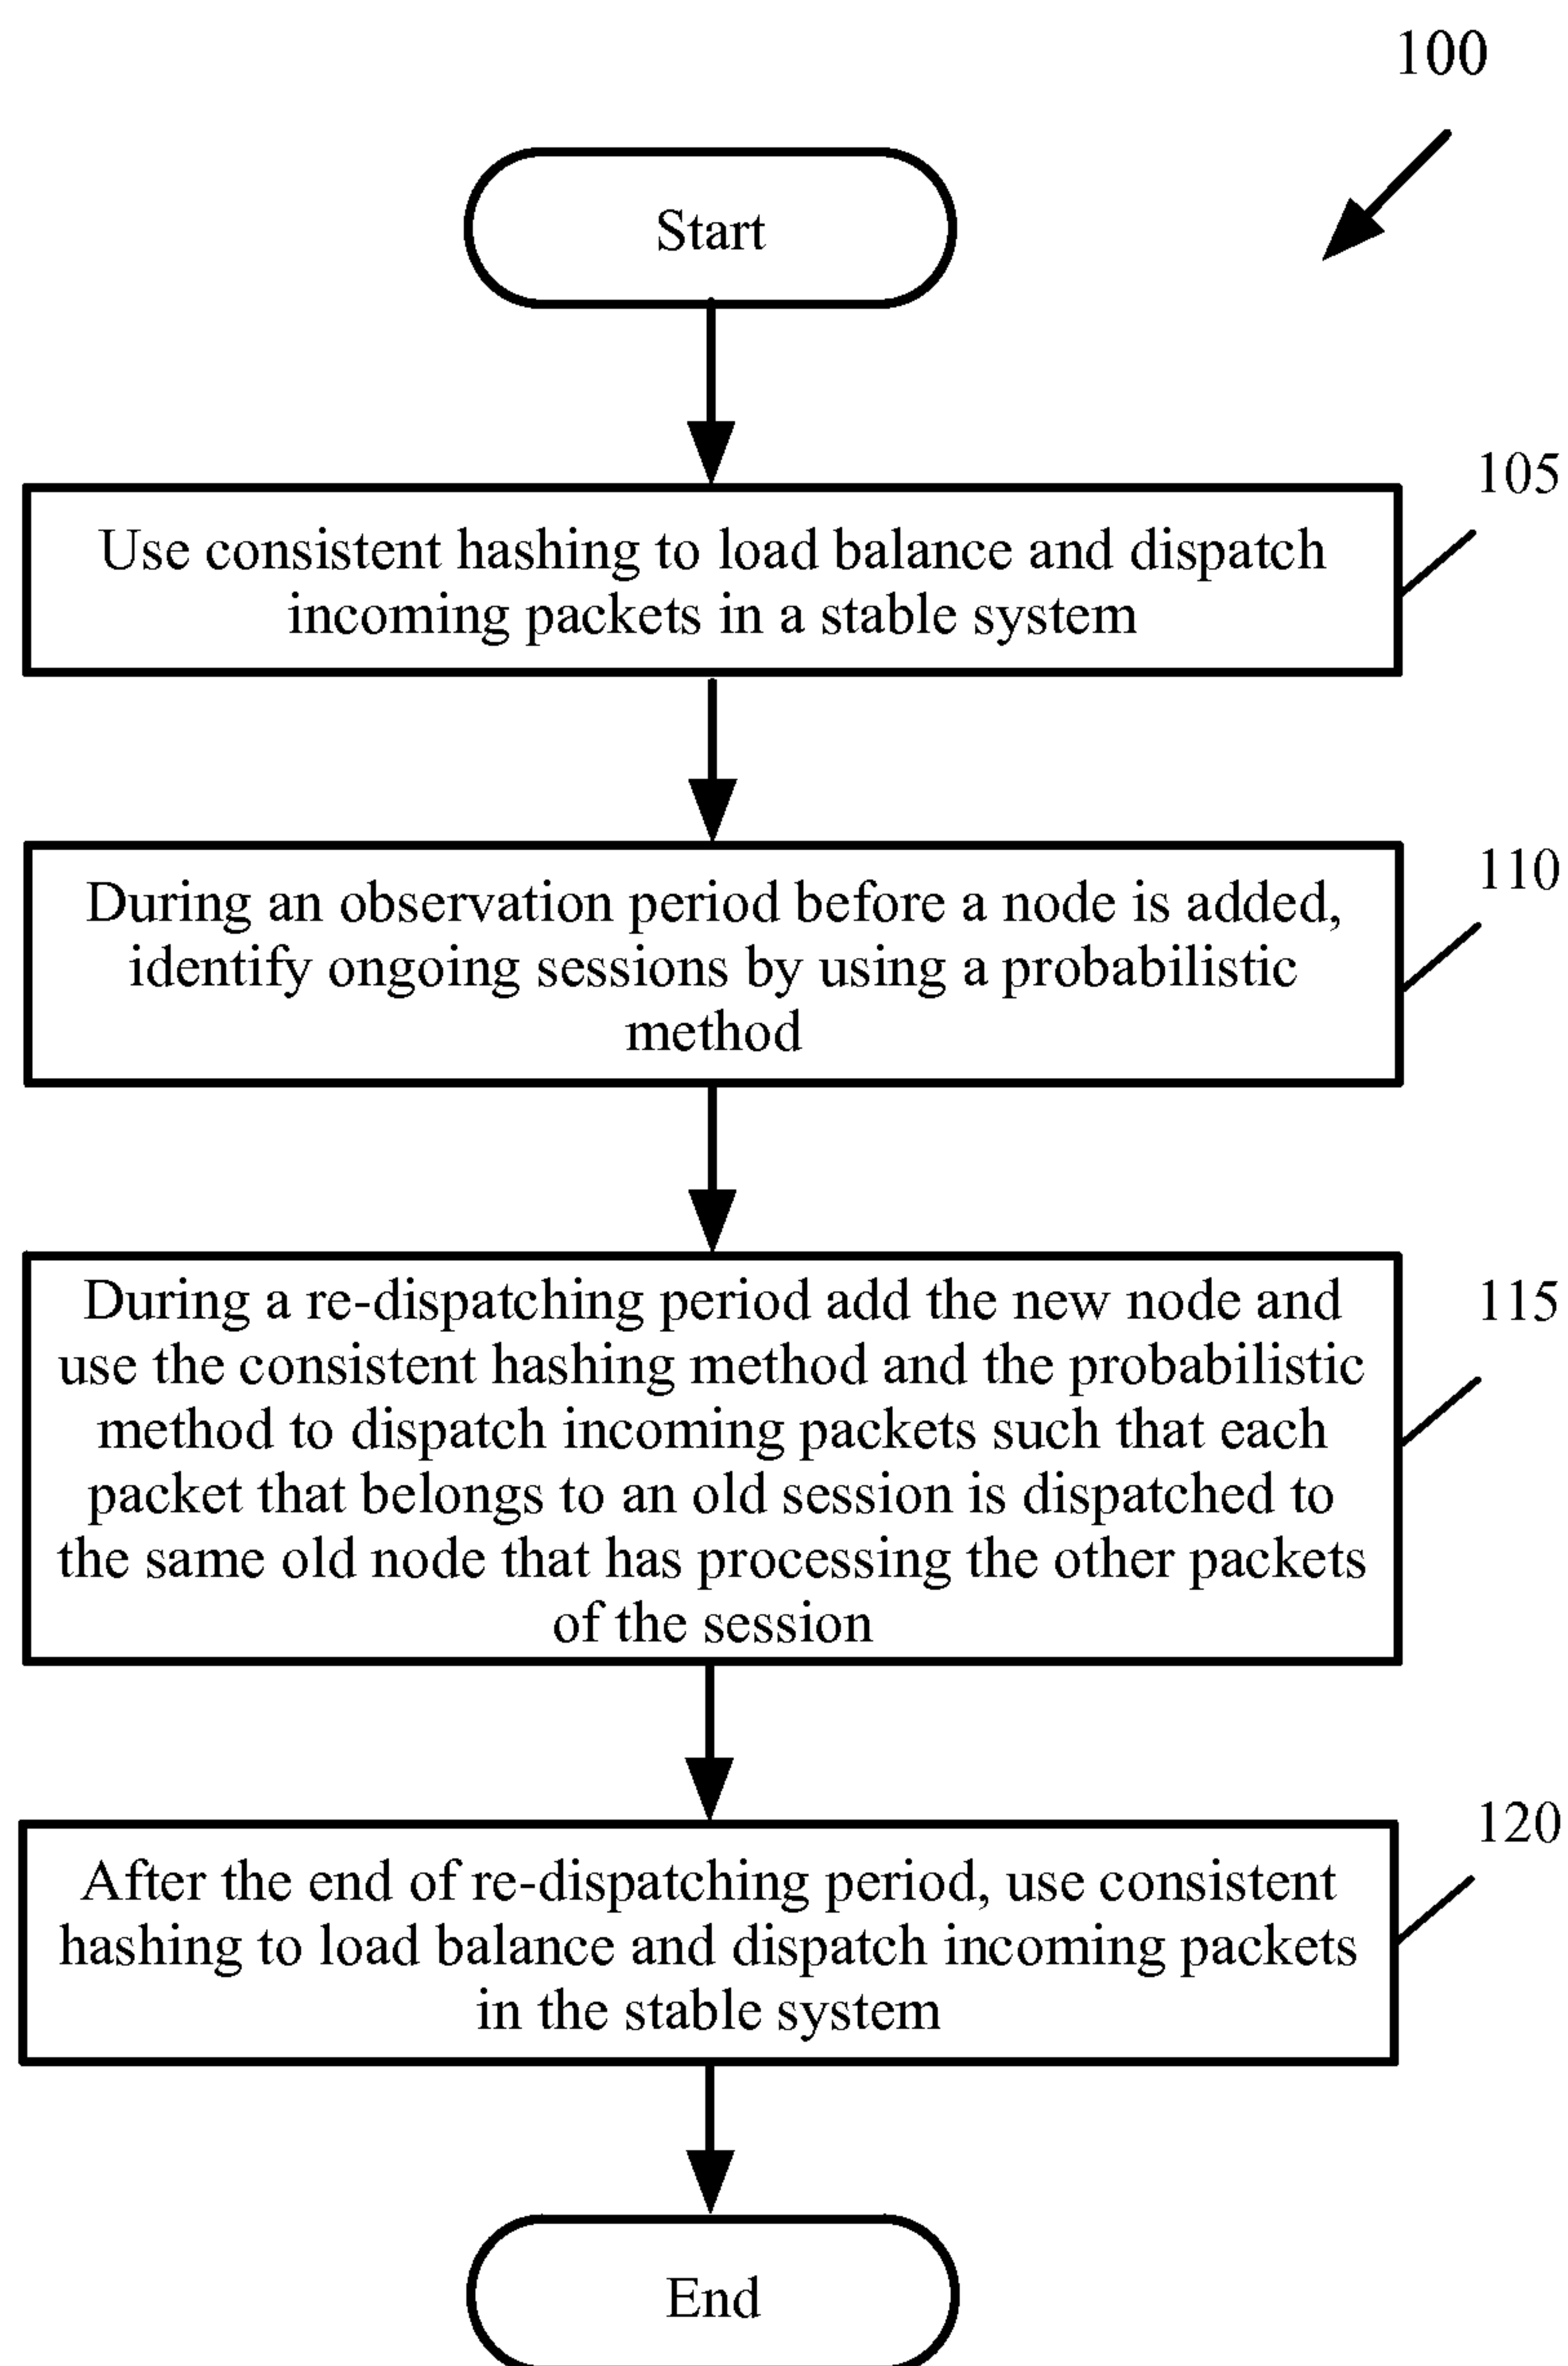 100
Start
105
Use consistent hashing to load balance and dispatch
incoming packets in a stable system
110
During an observation period before a node is added,
identify ongoing sessions by using a probabilistic
method
115
During a re-dispatching period add the new node and
use the consistent hashing method and the probabilistic
method to dispatch incoming packets such that each
packet that belongs to an old session is dispatched to
the same old node that has processing the other packets
of the session
120
After the end of re-dispatching period, use consistent
hashing to load balance and dispatch incoming packets
in the stable system
End